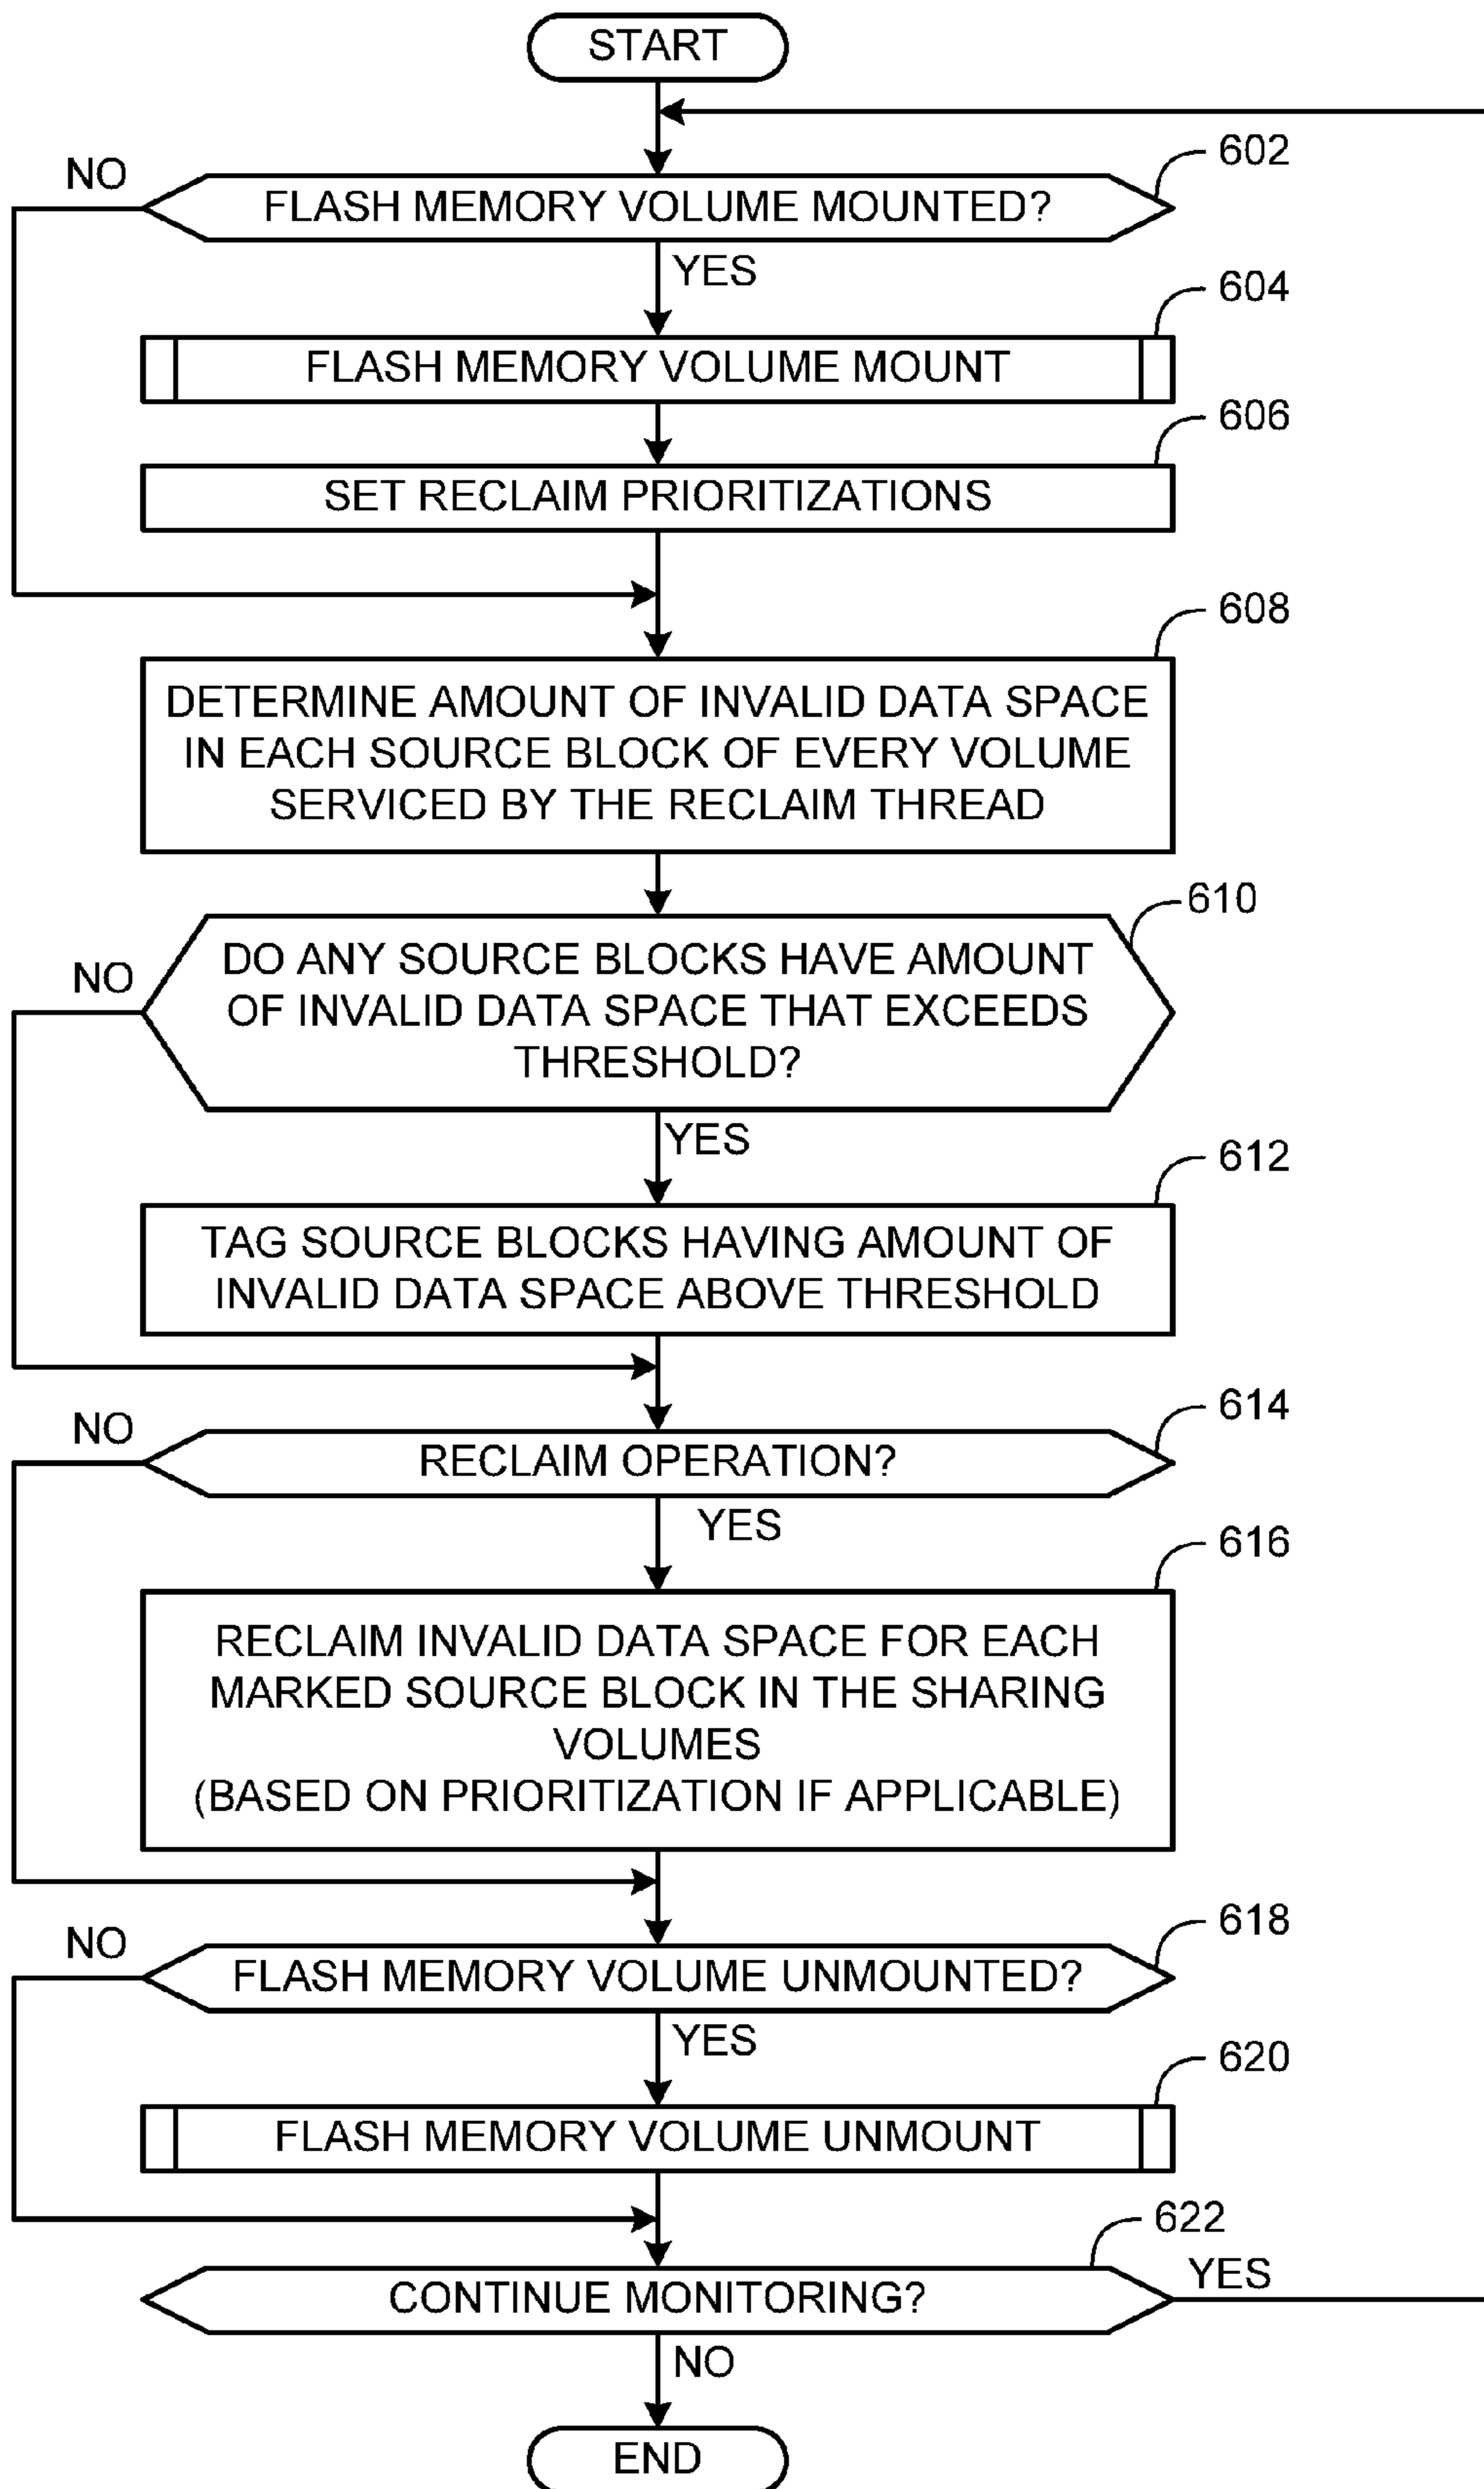 START
602
NO
FLASH MEMORY VOLUME MOUNTED?
YES
604
FLASH MEMORY VOLUME MOUNT
606
SET RECLAIM PRIORITIZATIONS
608
DETERMINE AMOUNT OF INVALID DATA SPACE
IN EACH SOURCE BLOCK OF EVERY VOLUME
SERVICED BY THE RECLAIM THREAD
610
NO
DO ANY SOURCE BLOCKS HAVE AMOUNT
OF INVALID DATA SPACE THAT EXCEEDS
THRESHOLD?
YES
612
TAG SOURCE BLOCKS HAVING AMOUNT OF
INVALID DATA SPACE ABOVE THRESHOLD
614
NO
RECLAIM OPERATION?
YES
616
RECLAIM INVALID DATA SPACE FOR EACH
MARKED SOURCE BLOCK IN THE SHARING
VOLUMES
(BASED ON PRIORITIZATION IF APPLICABLE)
618
NO
FLASH MEMORY VOLUME UNMOUNTED?
YES
620
FLASH MEMORY VOLUME UNMOUNT
622
YES
CONTINUE MONITORING?
NO
END